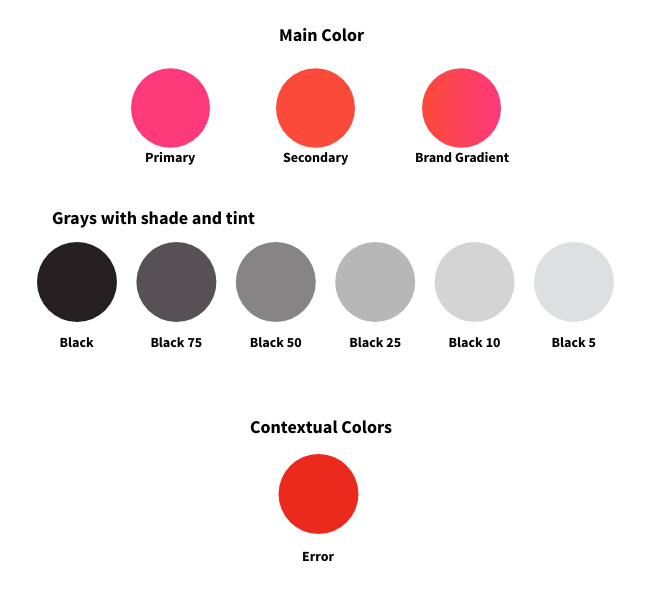 Main Color
Primary
Secondary
Brand Gradient
Grays with shade and tint
Black
Black 75
Black 50
Black 25
Black 10
Black 5
Contextual Colors
Error